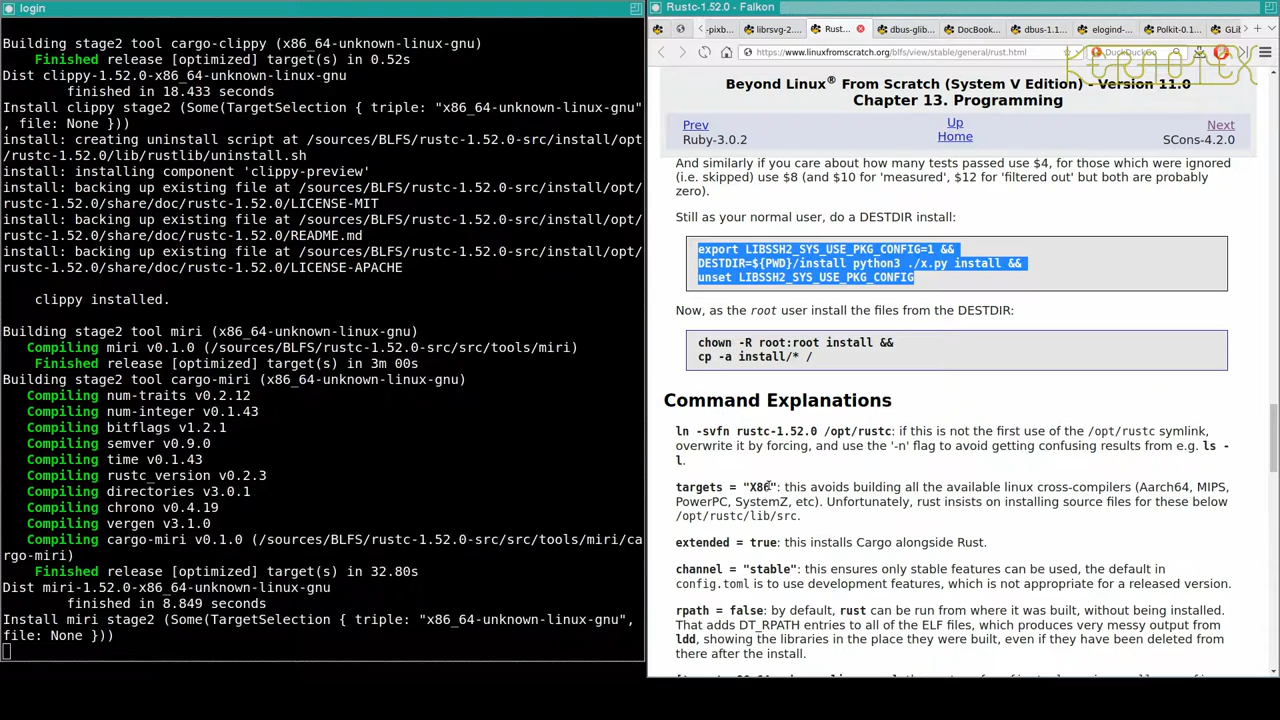 login
Building stage2 tool cargo-clippy (x86_64-unknown-linux-gnu)
Finished release [optimized] target(s) in 0.52s
Dist clippy-1.52.0-x86_64-unknown-linux-gnu
finished in 18.433 seconds
Install clippy stage2 (Some(TargetSelection { triple: "x86_64-unknown-linux-gnu"
, file: None }))
install: creating uninstall script at /sources/BLFS/rustc-1.52.0-src/install/opt
/rustc-1.52.0/lib/rustlib/uninstall.sh
install: installing component 'clippy-preview'
install: backing up existing file at /sources/BLFS/rustc-1.52.0-src/install/opt/
rustc-1.52.0/share/doc/rustc-1.52.0/LICENSE-MIT
install: backing up existing file at /sources/BLFS/rustc-1.52.0-src/install/opt/
rustc-1.52.0/share/doc/rustc-1.52.0/README.md
install: backing up existing file at /sources/BLFS/rustc-1.52.0-src/install/opt/
rustc-1.52.0/share/doc/rustc-1.52.0/LICENSE-APACHE
clippy installed.
Building stage2 tool miri (x86_64-unknown-linux-gnu)
Compiling miri v0.1.0 (/sources/BLFS/rustc-1.52.0-src/src/tools/miri)
Finished release [optimized] target(s) in 3m 00s
Building stage2 tool cargo-miri (x86_64-unknown-linux-gnu)
Compiling num-traits v0.2.12
Compiling num-integer v0.1.43
Compiling bitflags v1.2.1
Compiling semver v0.9.0
Compiling time v0.1.43
Compiling rustc_version v0.2.3
Compiling directories v3.0.1
Compiling chrono v0.4.19
Compiling vergen v3.1.0
Compiling cargo-miri v0.1.0 (/sources/BLFS/rustc-1.52.0-src/src/tools/miri/ca
rgo-miri)
Finished release [optimized] target(s) in 32.80s
Dist miri-1.52.0-x86_64-unknown-linux-gnu
finished in 8.849 seconds
Install miri stage2 (Some(TargetSelection { triple: "x86_64-unknown-linux-gnu",
file: None }))
Rustc-1.52.0 - Falkon
-pixb librsvg-2. Rust... dbus-glib DocBook dbus-1.1 elogind- Polkit-0.1 GLi
https://www.linuxfromscratch.org/blfs/view/stable/general/rust.html
DuckDuckGo
KERNOTEX
Beyond Linux® From Scratch (System V Edition) - Version 11.0
Chapter 13. Programming
Prev Up Next
Ruby-3.0.2 Home SCons-4.2.0
And similarly if you care about how many tests passed use $4, for those which were ignored
(i.e. skipped) use $8 (and $10 for 'measured', $12 for 'filtered out' but both are probably
zero).
Still as your normal user, do a DESTDIR install:
export LIBSSH2_SYS_USE_PKG_CONFIG=1 &&
DESTDIR=${PWD}/install python3 ./x.py install &&
unset LIBSSH2_SYS_USE_PKG_CONFIG
Now, as the root user install the files from the DESTDIR:
chown -R root:root install &&
cp -a install/* /
Command Explanations
ln -svfn rustc-1.52.0 /opt/rustc: if this is not the first use of the /opt/rustc symlink,
overwrite it by forcing, and use the '-n' flag to avoid getting confusing results from e.g. ls -
l.
targets = "X86": this avoids building all the available linux cross-compilers (Aarch64, MIPS,
PowerPC, SystemZ, etc). Unfortunately, rust insists on installing source files for these below
/opt/rustc/lib/src.
extended = true: this installs Cargo alongside Rust.
channel = "stable": this ensures only stable features can be used, the default in
config.toml is to use development features, which is not appropriate for a released version.
rpath = false: by default, rust can be run from where it was built, without being installed.
That adds DT_RPATH entries to all of the ELF files, which produces very messy output from
ldd, showing the libraries in the place they were built, even if they have been deleted from
there after the install.